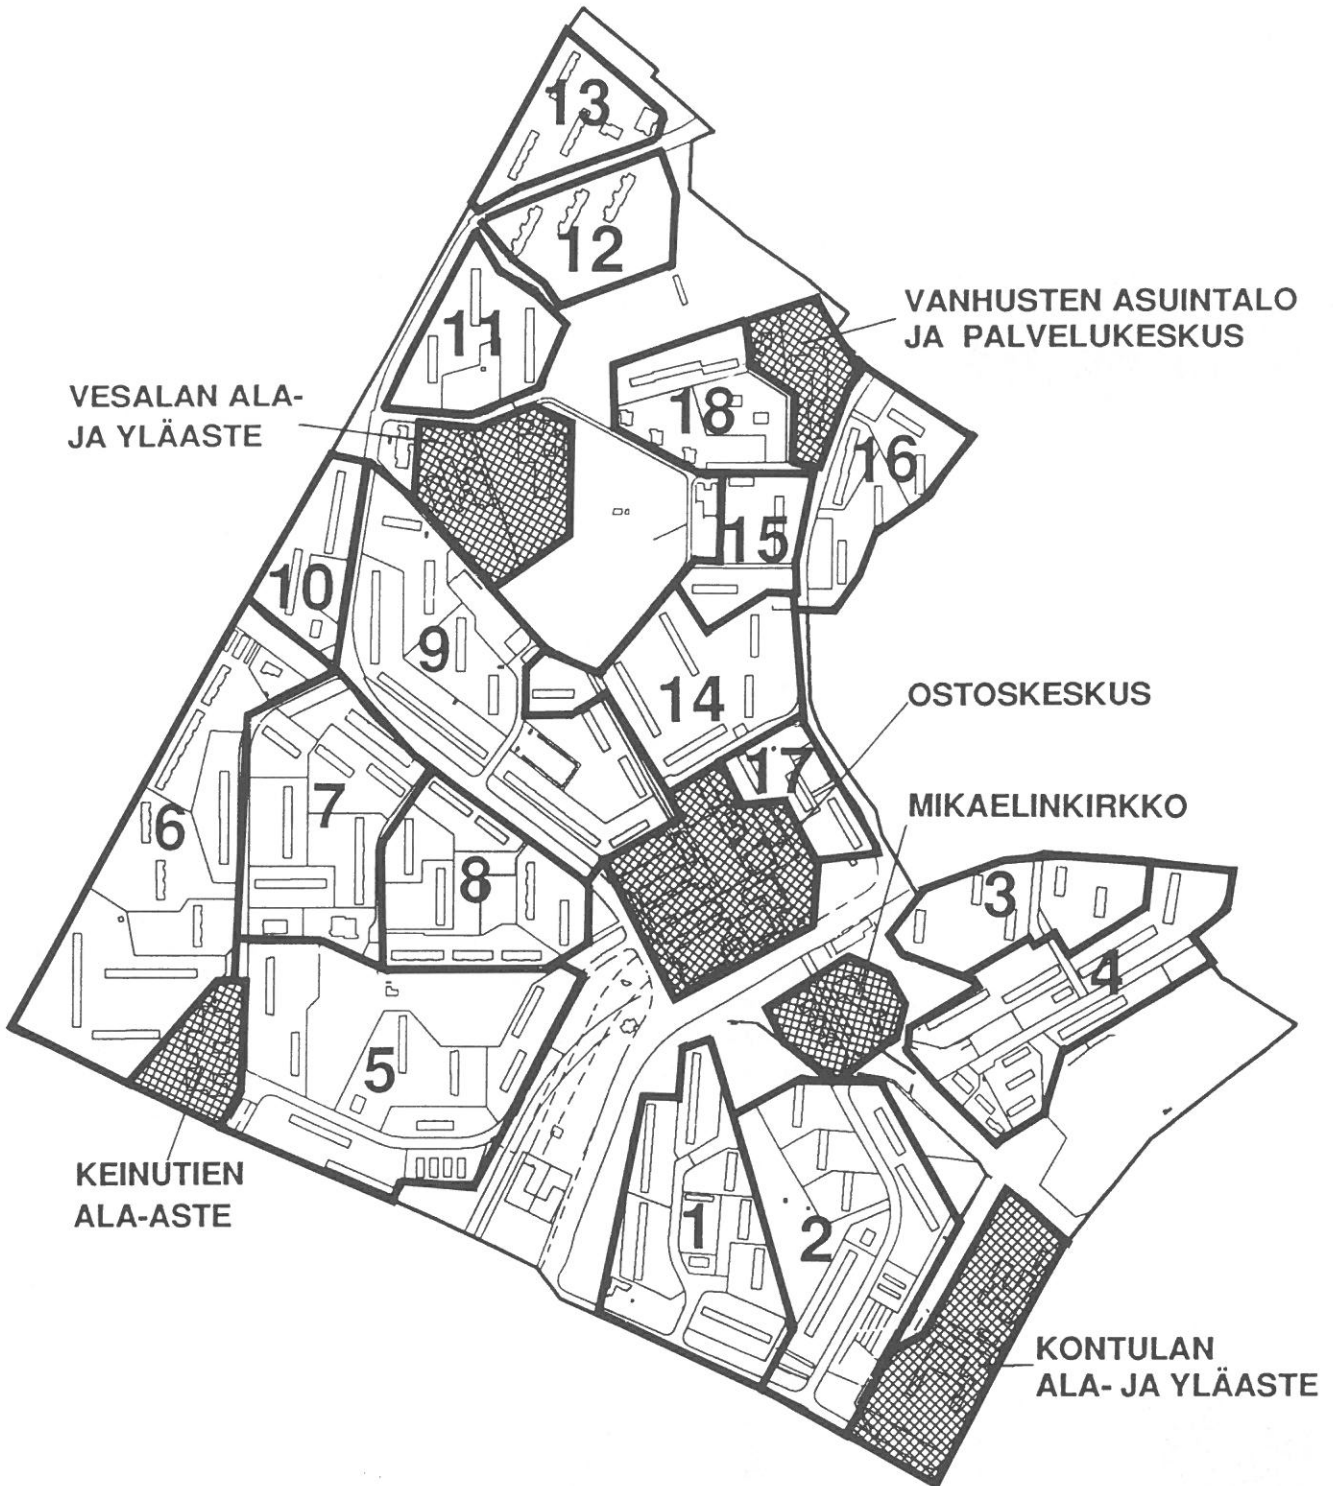 13
12
VANHUSTEN ASUINTALO
JA PALVELUKESKUS
11
VESALAN ALA-
JA YLÄASTE
18
16
15
10
9
14
OSTOSKESKUS
17
7
6
MIKAELINKIRKKO
8
3
4
5
KEINUTIEN
ALA-ASTE
1
2
KONTULAN
ALA- JA YLÄASTE